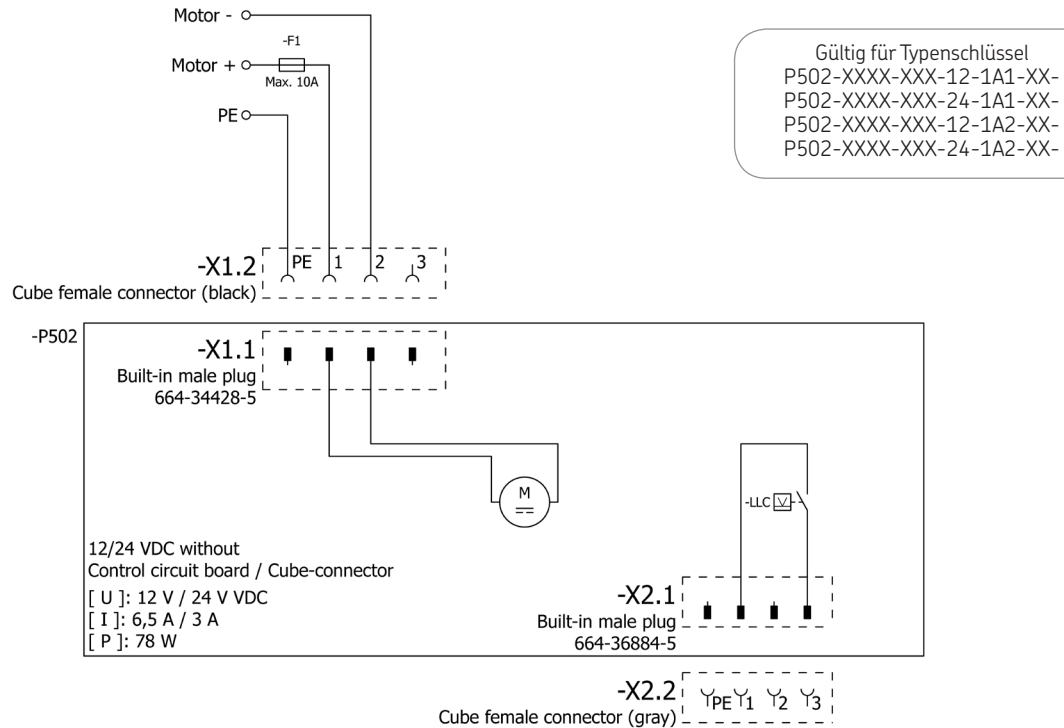 Motor -
-F1
Motor +
Max. 10A
PE
Gültig für Typenschlüssel
P502-XXXX-XXX-12-1A1-XX-
P502-XXXX-XXX-24-1A1-XX-
P502-XXXX-XXX-12-1A2-XX-
P502-XXXX-XXX-24-1A2-XX-
-X1.2 PE 1 2 3
Cube female connector (black)
-P502
-X1.1
Built-in male plug
664-34428-5
M
-LLC
12/24 VDC without
Control circuit board / Cube-connector
[ U ]: 12 V / 24 V VDC
[ I ]: 6,5 A / 3 A
[ P ]: 78 W
-X2.1
Built-in male plug
664-36884-5
-X2.2 PE 1 2 3
Cube female connector (gray)